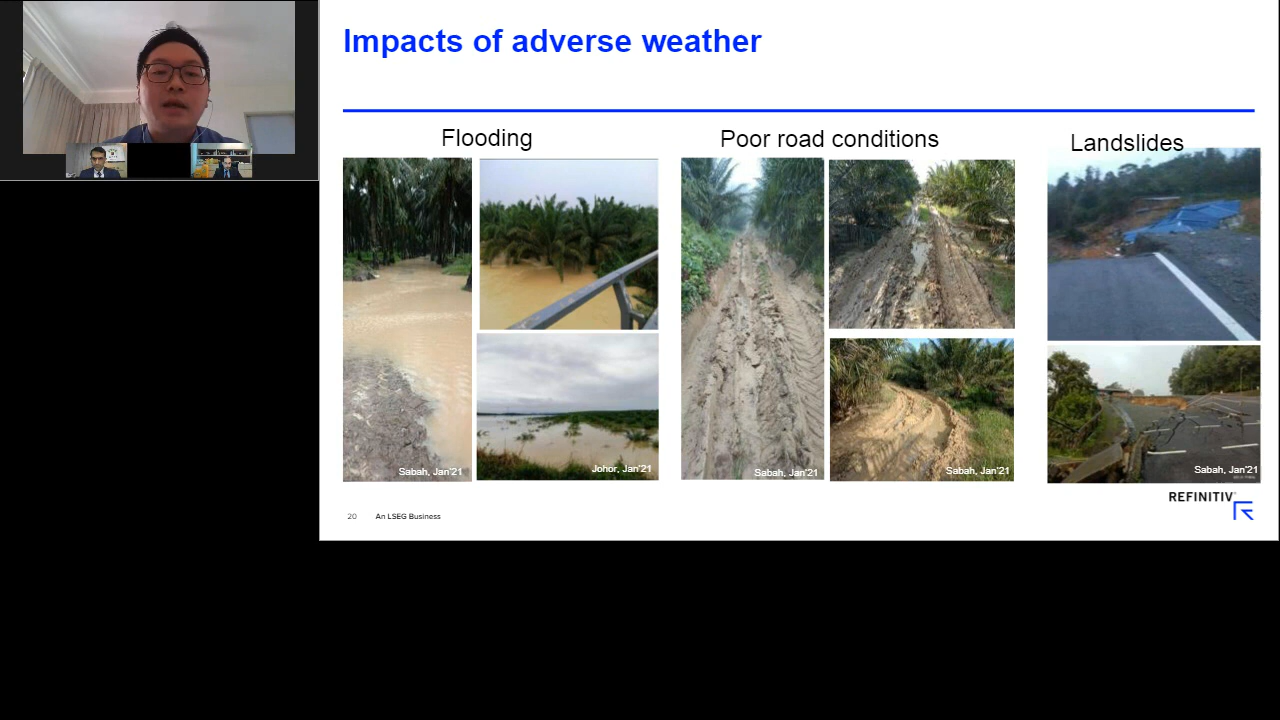 Impacts of adverse weather
Flooding
Poor road conditions
Landslides
Sabah, Jan'21
Johor, Jan'21
Sabah, Jan'21
Sabah, Jan'21
Sabah, Jan'21
REFINITIV
20 An LSEG Business